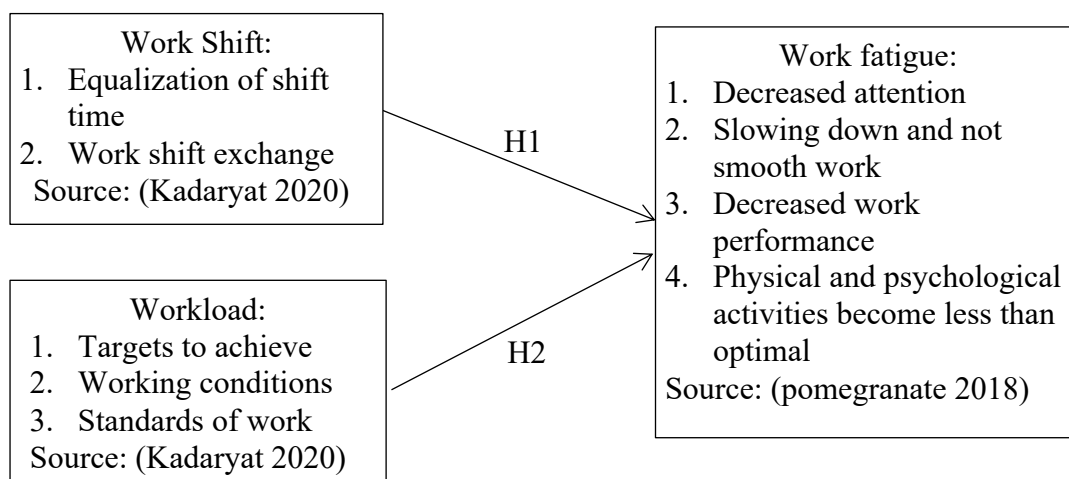 Work Shift:
1. Equalization of shift
time
2. Work shift exchange
Source: (Kadaryat 2020)
H1
Workload:
1. Targets to achieve
2. Working conditions
3. Standards of work
Source: (Kadaryat 2020)
H2
Work fatigue:
1. Decreased attention
2. Slowing down and not
smooth work
3. Decreased work
performance
4. Physical and psychological
activities become less than
optimal
Source: (pomegranate 2018)